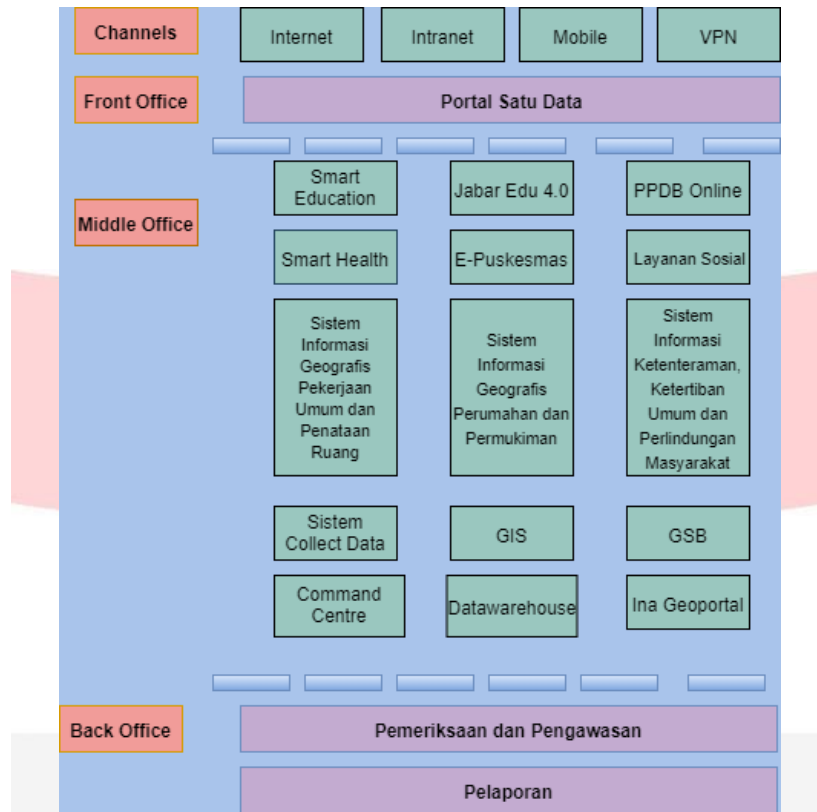 Channels
Internet
Intranet
Mobile
VPN
Front Office
Portal Satu Data
Middle Office
Smart
Education
Jabar Edu 4.0
PPDB Online
Smart Health
E-Puskesmas
Layanan Sosial
Sistem
Informasi
Geografis
Pekerjaan
Umum dan
Penataan
Ruang
Sistem
Informasi
Geografis
Perumahan dan
Permukiman
Sistem
Informasi
Ketenteraman,
Ketertiban
Umum dan
Perlindungan
Masyarakat
Sistem
Collect Data
GIS
GSB
Command
Centre
Datawarehouse
Ina Geoportal
Back Office
Pemeriksaan dan Pengawasan
Pelaporan